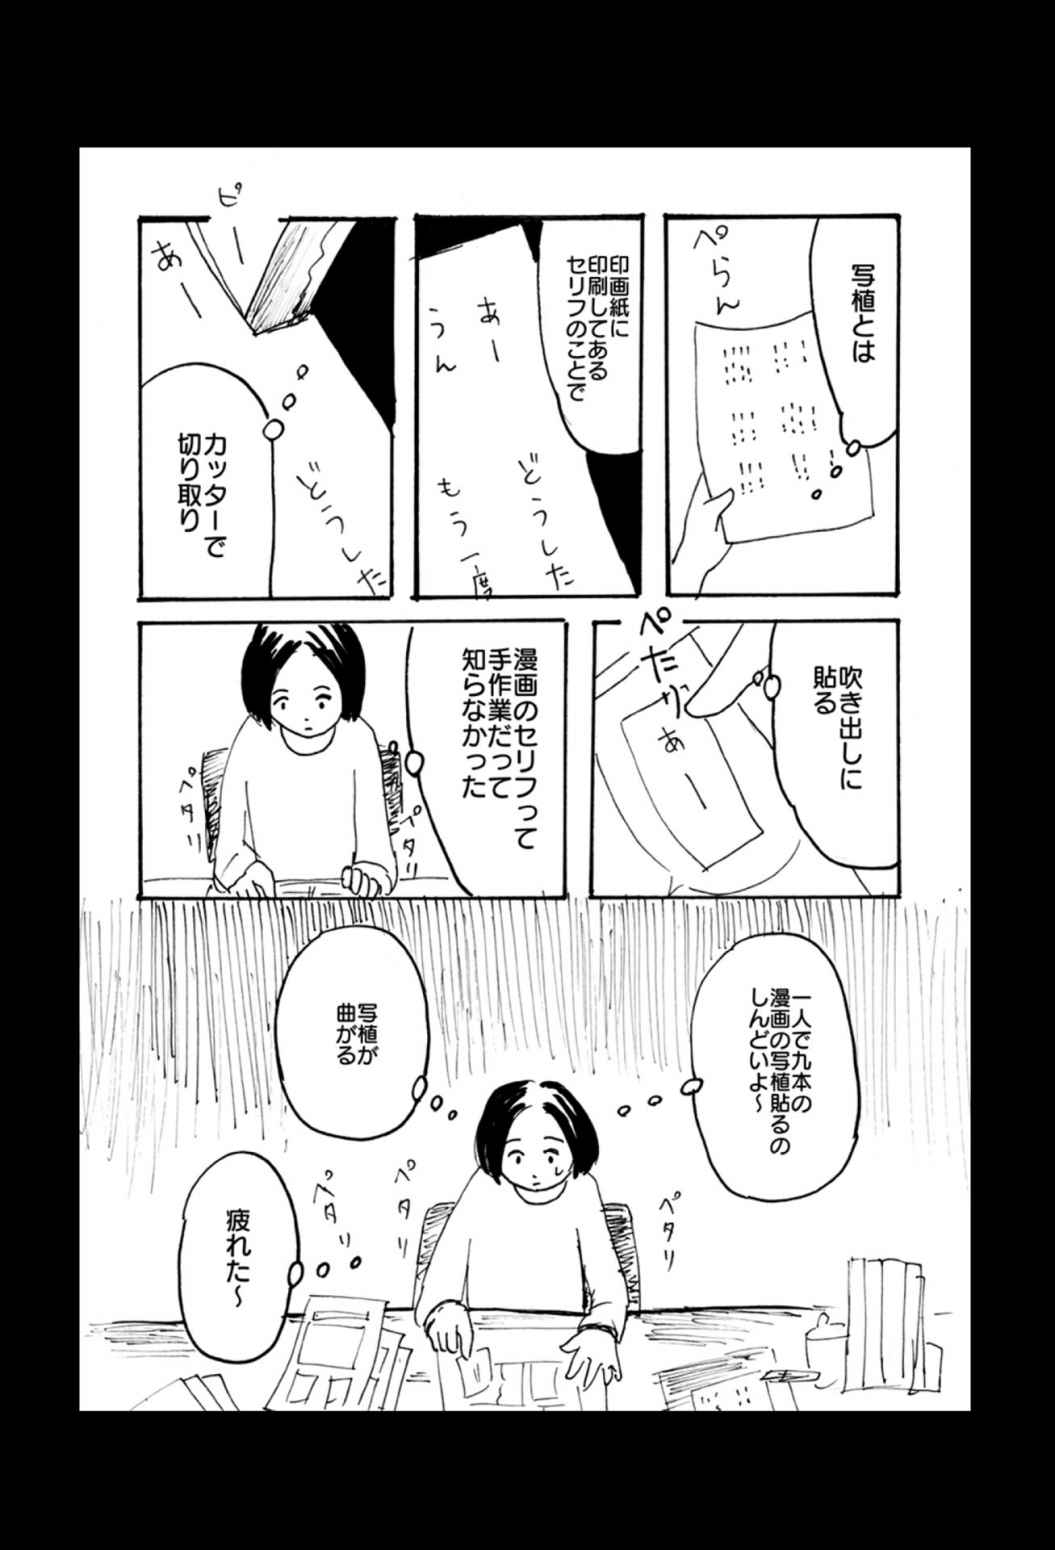 写植とは
ぺらん
印画紙に
印刷してある
セリフのことで
あー
うん
どうした
もう一度
ピー
あー
カッターで
切り取り
どうした
吹き出しに
貼る
ぺたり
あー
漫画のセリフって
手作業だって
知らなかった
ペタリ
ペタリ
一人で九本の
漫画の写植貼るの
しんどいよ〜
写植が
曲がる
ペタリ
ペタリ
ペタリ
疲れた〜